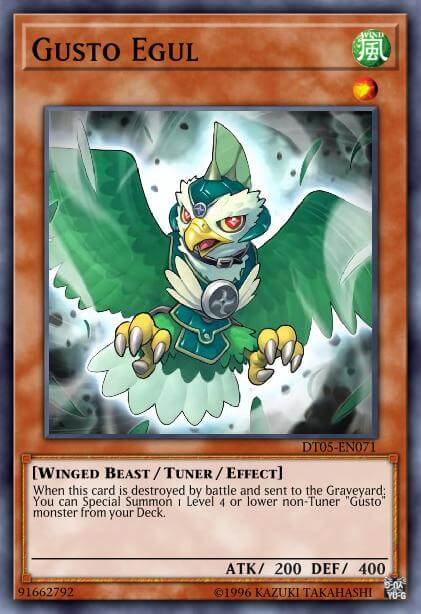 Gusto Egul
WIND
風
DT05-EN071
[Winged Beast / Tuner / Effect]
When this card is destroyed by battle and sent to the Graveyard:
You can Special Summon 1 Level 4 or lower non-Tuner "Gusto"
monster from your Deck.
ATK/ 200 DEF/ 400
91662792
©1996 KAZUKI TAKAHASHI